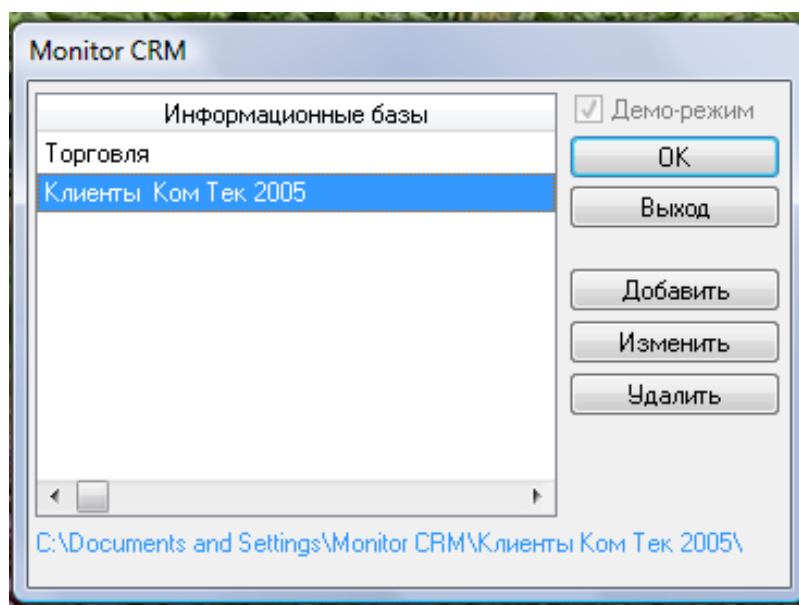 Monitor CRM
Информационные базы
Торговля
Клиенты Ком Тек 2005
Демо-режим
OK
Выход
Добавить
Изменить
Удалить
C:\Documents and Settings\Monitor CRM\Клиенты Ком Тек 2005\